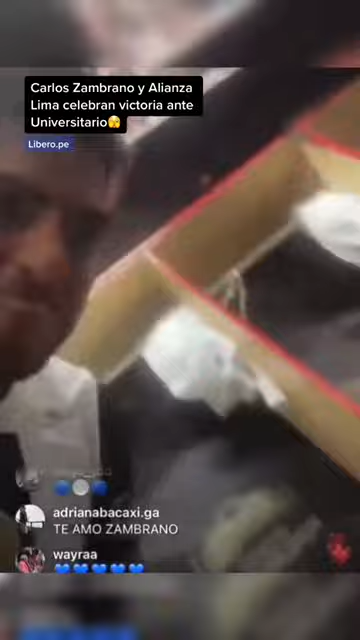 Carlos Zambrano y Alianza
Lima celebran victoria ante
Universitario🫣
Libero.pe
💙⚪💙
adrianabacaxi.ga
TE AMO ZAMBRANO
wayraa
💙💙💙💙💙